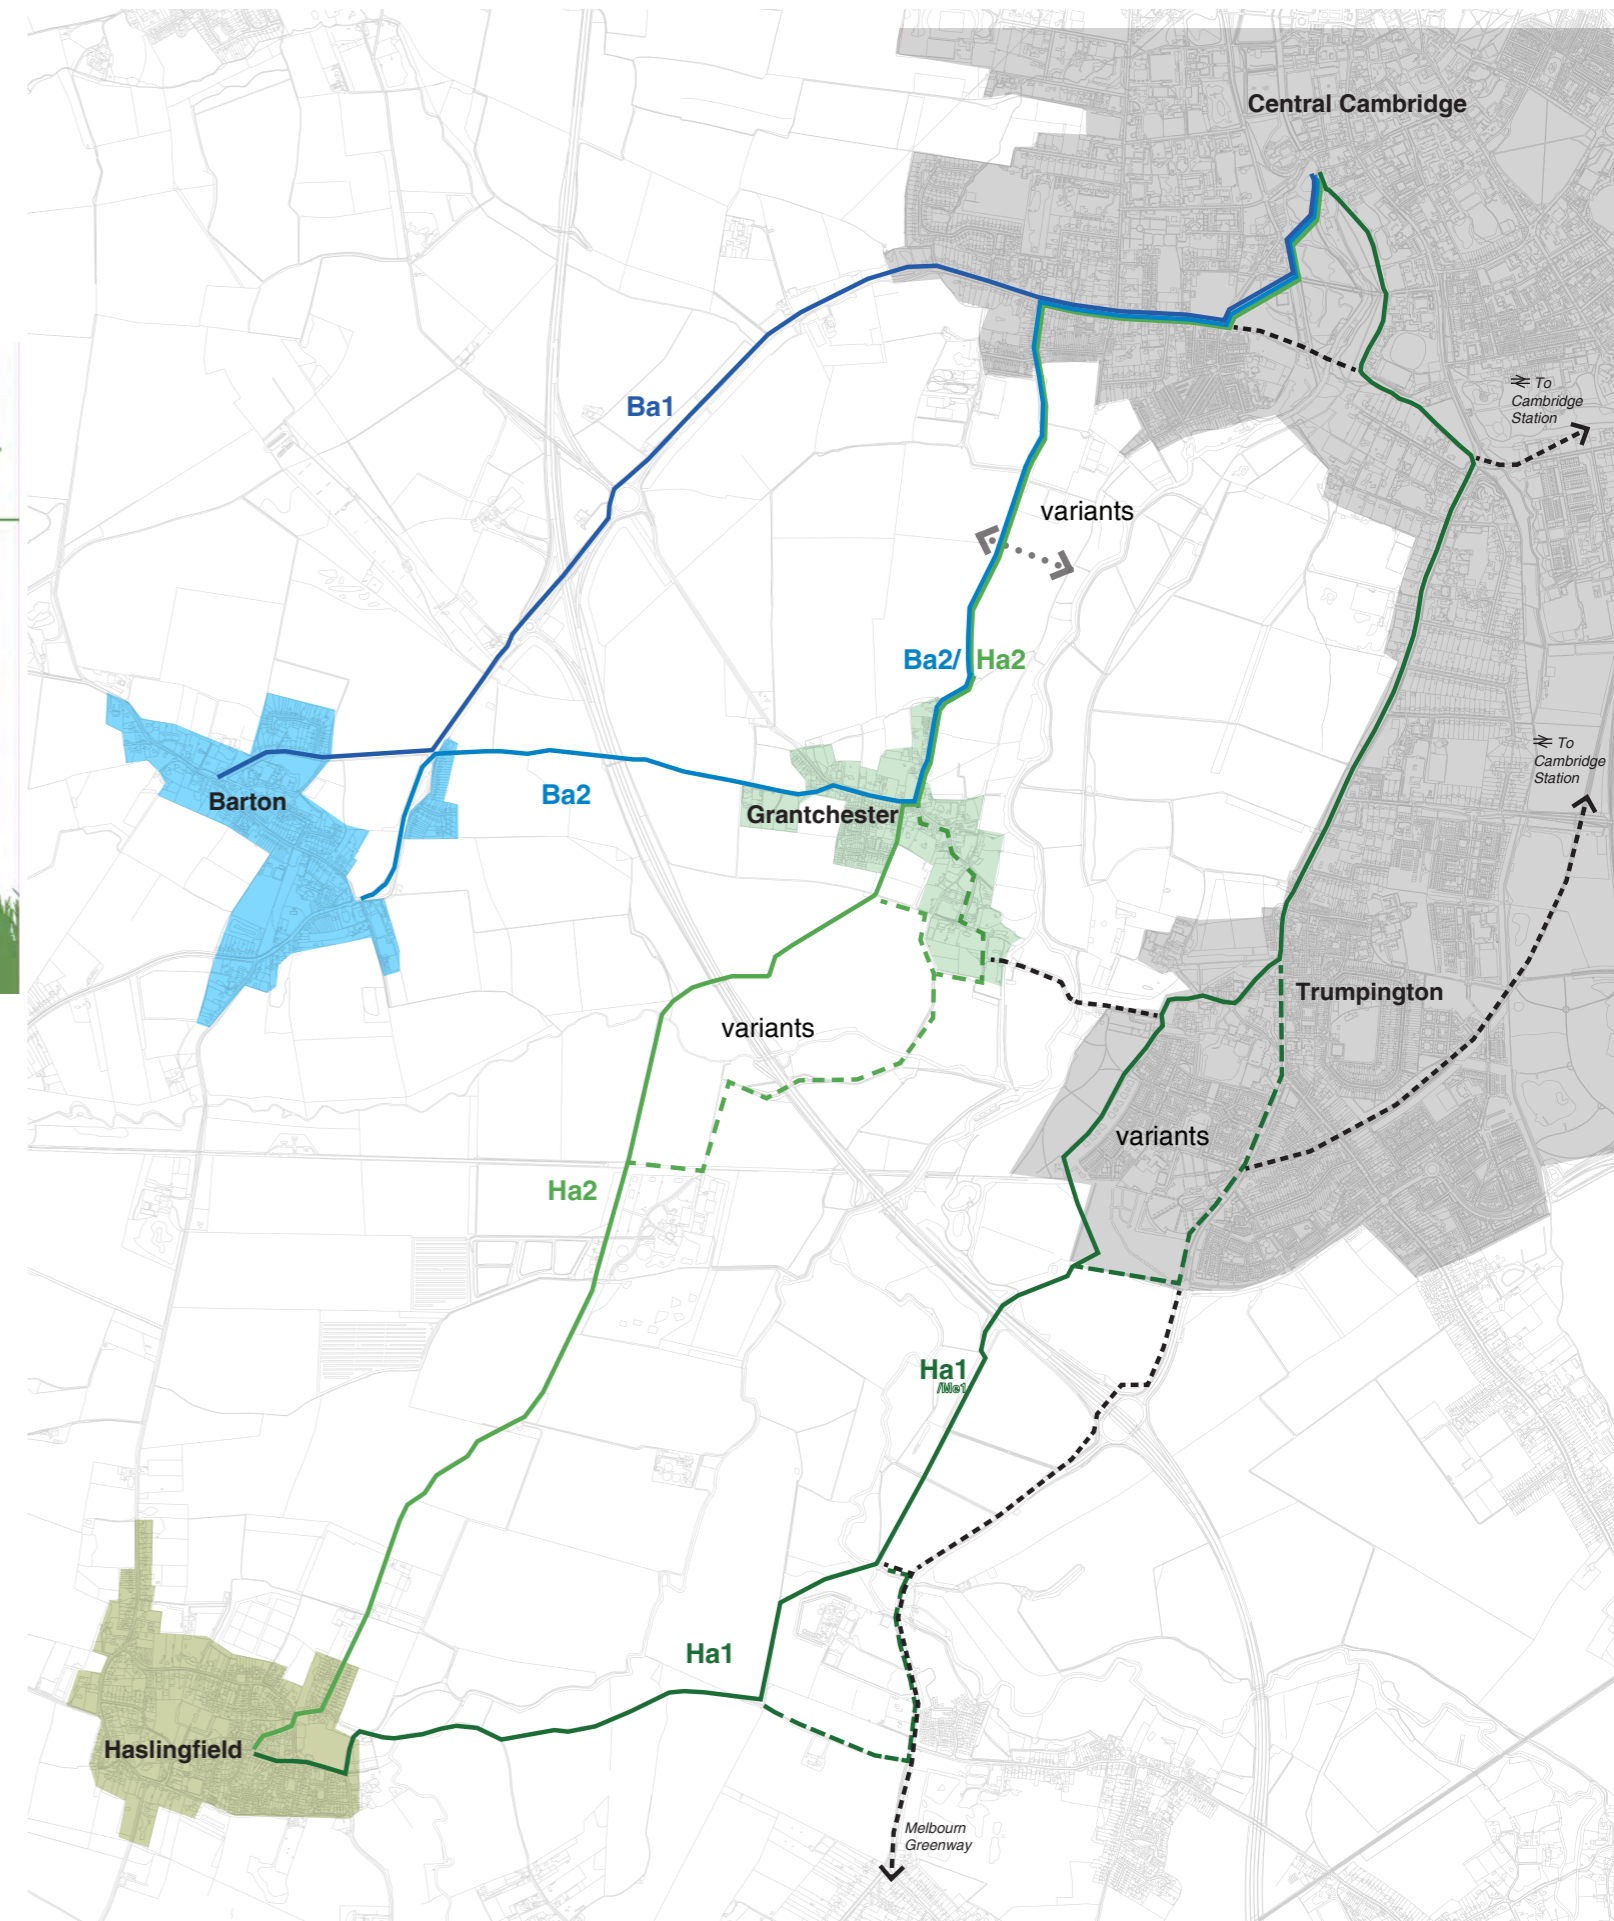 Central Cambridge
To
Cambridge
Station
Ba1
variants
Ba2/ Ha2
To
Cambridge
Station
Barton
Ba2
Grantchester
Trumpington
variants
variants
Ha2
Ha1
/Me1
Ha1
Haslingfield
Melbourn
Greenway